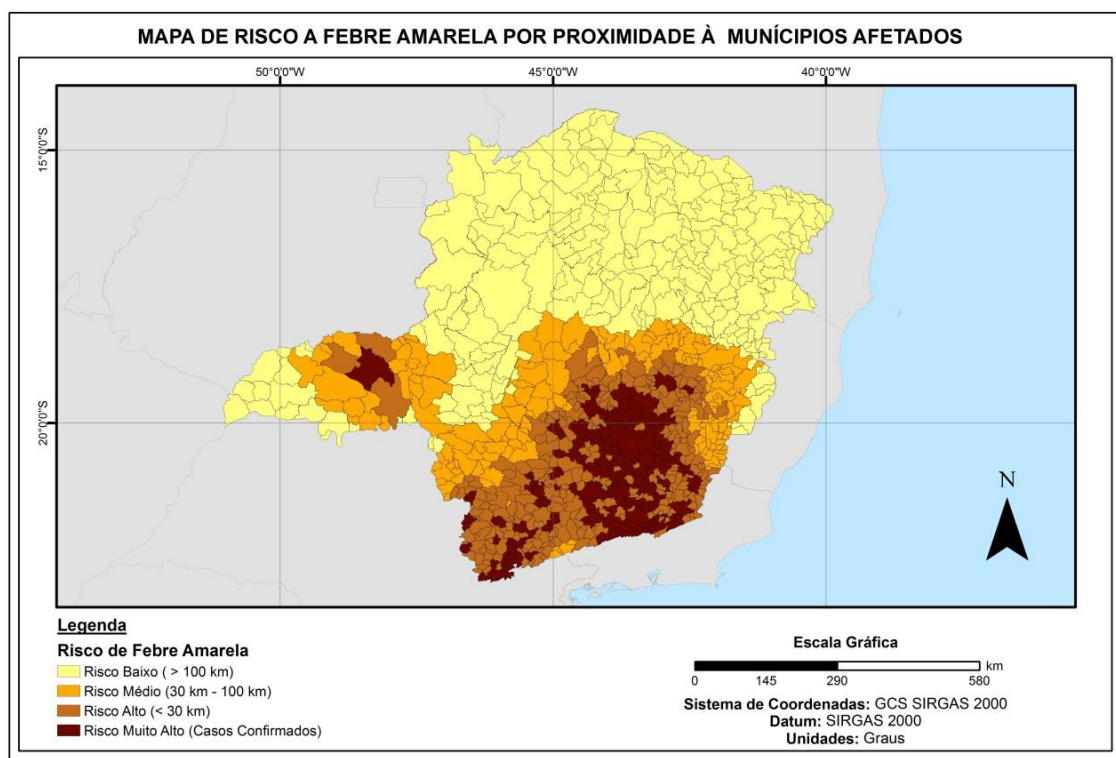 MAPA DE RISCO A FEBRE AMARELA POR PROXIMIDADE À MUNÍCIPIOS AFETADOS
50°0'0"W 45°0'0"W 40°0'0"W
15°0'0"S
20°0'0"S
N
Legenda
Risco de Febre Amarela
Risco Baixo ( > 100 km)
Risco Médio (30 km - 100 km)
Risco Alto (< 30 km)
Risco Muito Alto (Casos Confirmados)
Escala Gráfica
km
0 145 290 580
Sistema de Coordenadas: GCS SIRGAS 2000
Datum: SIRGAS 2000
Unidades: Graus